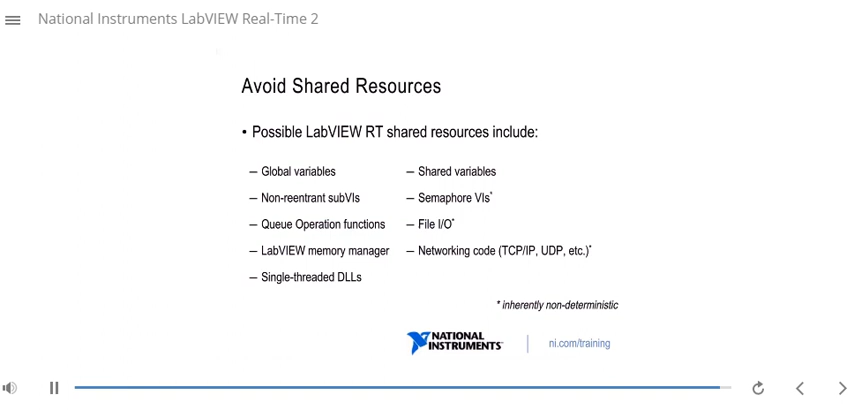 National Instruments LabVIEW Real-Time 2
Avoid Shared Resources
• Possible LabVIEW RT shared resources include:
– Global variables
– Non-reentrant subVIs
– Queue Operation functions
– LabVIEW memory manager
– Single-threaded DLLs
– Shared variables
– Semaphore VIs*
– File I/O*
– Networking code (TCP/IP, UDP, etc.)*
* inherently non-deterministic
NATIONAL
INSTRUMENTS
ni.com/training